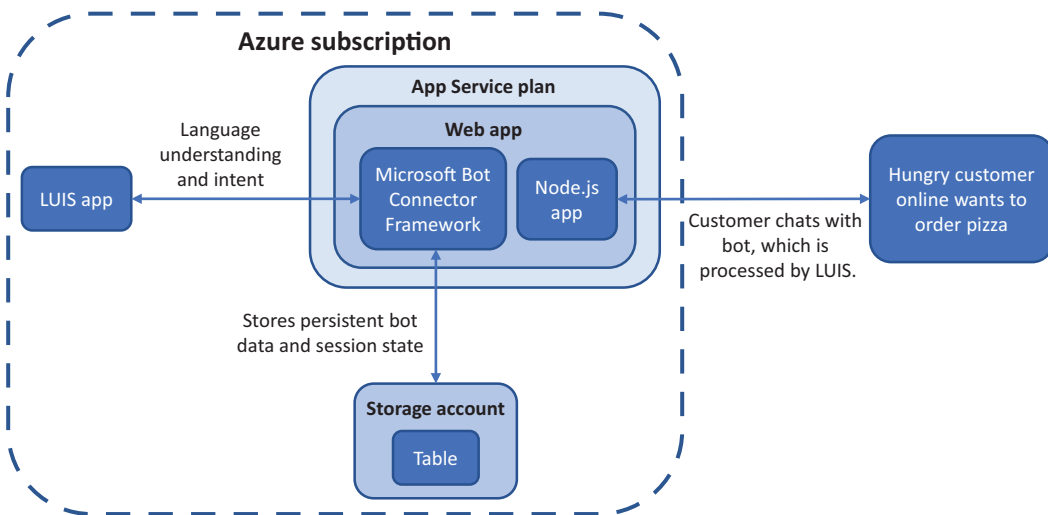 Azure subscription
App Service plan
Web app
Language
understanding
and intent
LUIS app
Microsoft Bot
Connector
Framework
Node.js
app
Hungry customer
online wants to
order pizza
Customer chats with
bot, which is
processed by LUIS.
Stores persistent bot
data and session state
Storage account
Table